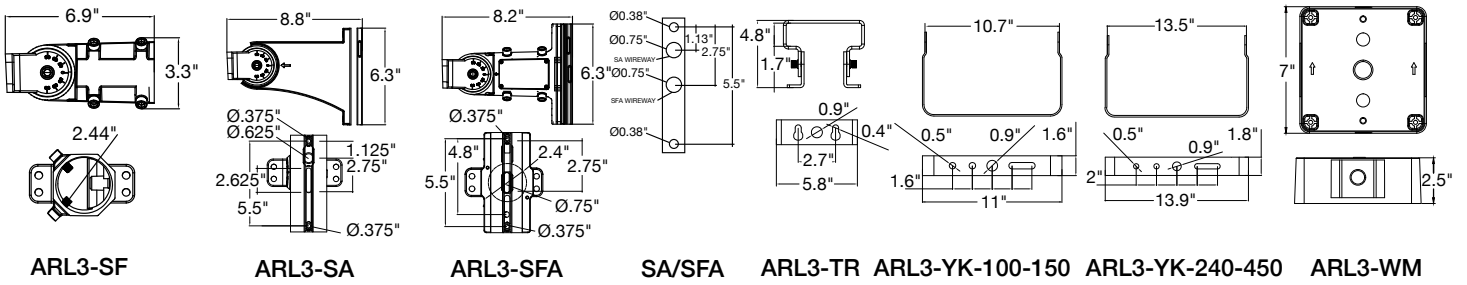 6.9"
3.3"
2.44"
ARL3-SF
8.8"
6.3"
Ø.375"
Ø.625"
1.125"
2.75"
2.625"
5.5"
Ø.375"
ARL3-SA
8.2"
6.3"
Ø.375"
4.8"
2.4"
2.75"
5.5"
Ø.75"
Ø.375"
ARL3-SFA
Ø0.38"
1.13"
Ø0.75"
2.75"
SA WIREWAY
Ø0.75"
5.5"
SFA WIREWAY
Ø0.38"
SA/SFA
4.8"
1.7"
0.9"
0.4"
2.7"
5.8"
ARL3-TR
10.7"
0.5"
0.9"
1.6"
1.6"
11"
ARL3-YK-100-150
13.5"
0.5"
0.9"
1.8"
2"
13.9"
ARL3-YK-240-450
7"
2.5"
ARL3-WM